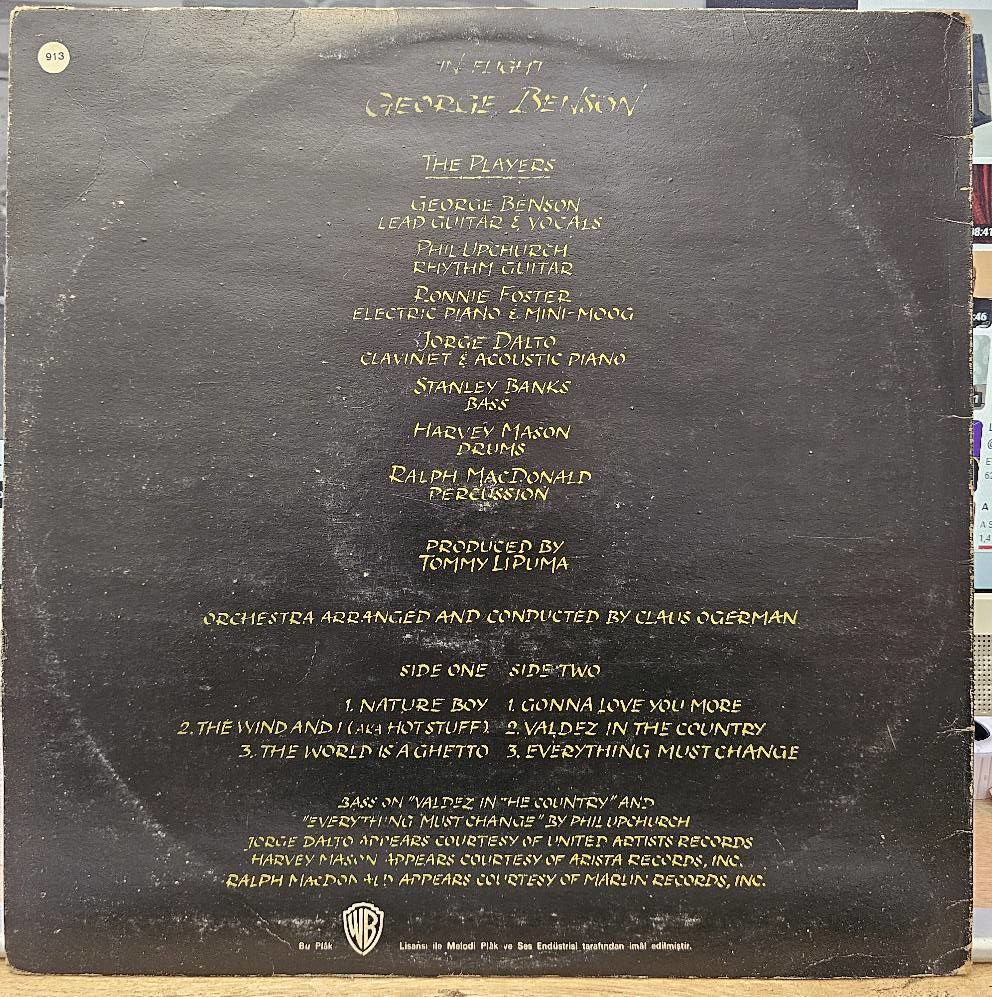 913
IN FLIGHT
GEORGE BENSON
THE PLAYERS
GEORGE BENSON
LEAD GUITAR & VOCALS
PHIL UPCHURCH
RHYTHM GUITAR
RONNIE FOSTER
ELECTRIC PIANO & MINI-MOOG
JORGE DALTO
CLAVINET & ACOUSTIC PIANO
STANLEY BANKS
BASS
HARVEY MASON
DRUMS
RALPH MACDONALD
PERCUSSION
PRODUCED BY
TOMMY LIPUMA
ORCHESTRA ARRANGED AND CONDUCTED BY CLAUS OGERMAN
SIDE ONE SIDE TWO
1. NATURE BOY 1. GONNA LOVE YOU MORE
2. THE WIND AND I (AKA HOT STUFF) 2. VALDEZ IN THE COUNTRY
3. THE WORLD IS A GHETTO 3. EVERYTHING MUST CHANGE
BASS ON "VALDEZ IN THE COUNTRY" AND
"EVERYTHING MUST CHANGE" BY PHIL UPCHURCH
JORGE DALTO APPEARS COURTESY OF UNITED ARTISTS RECORDS
HARVEY MASON APPEARS COURTESY OF ARISTA RECORDS, INC.
RALPH MACDONALD APPEARS COURTESY OF MARLIN RECORDS, INC.
WB
Bu Plâk Lisansı ile Melodi Plâk ve Ses Endüstrisi tarafından imâl edilmiştir.